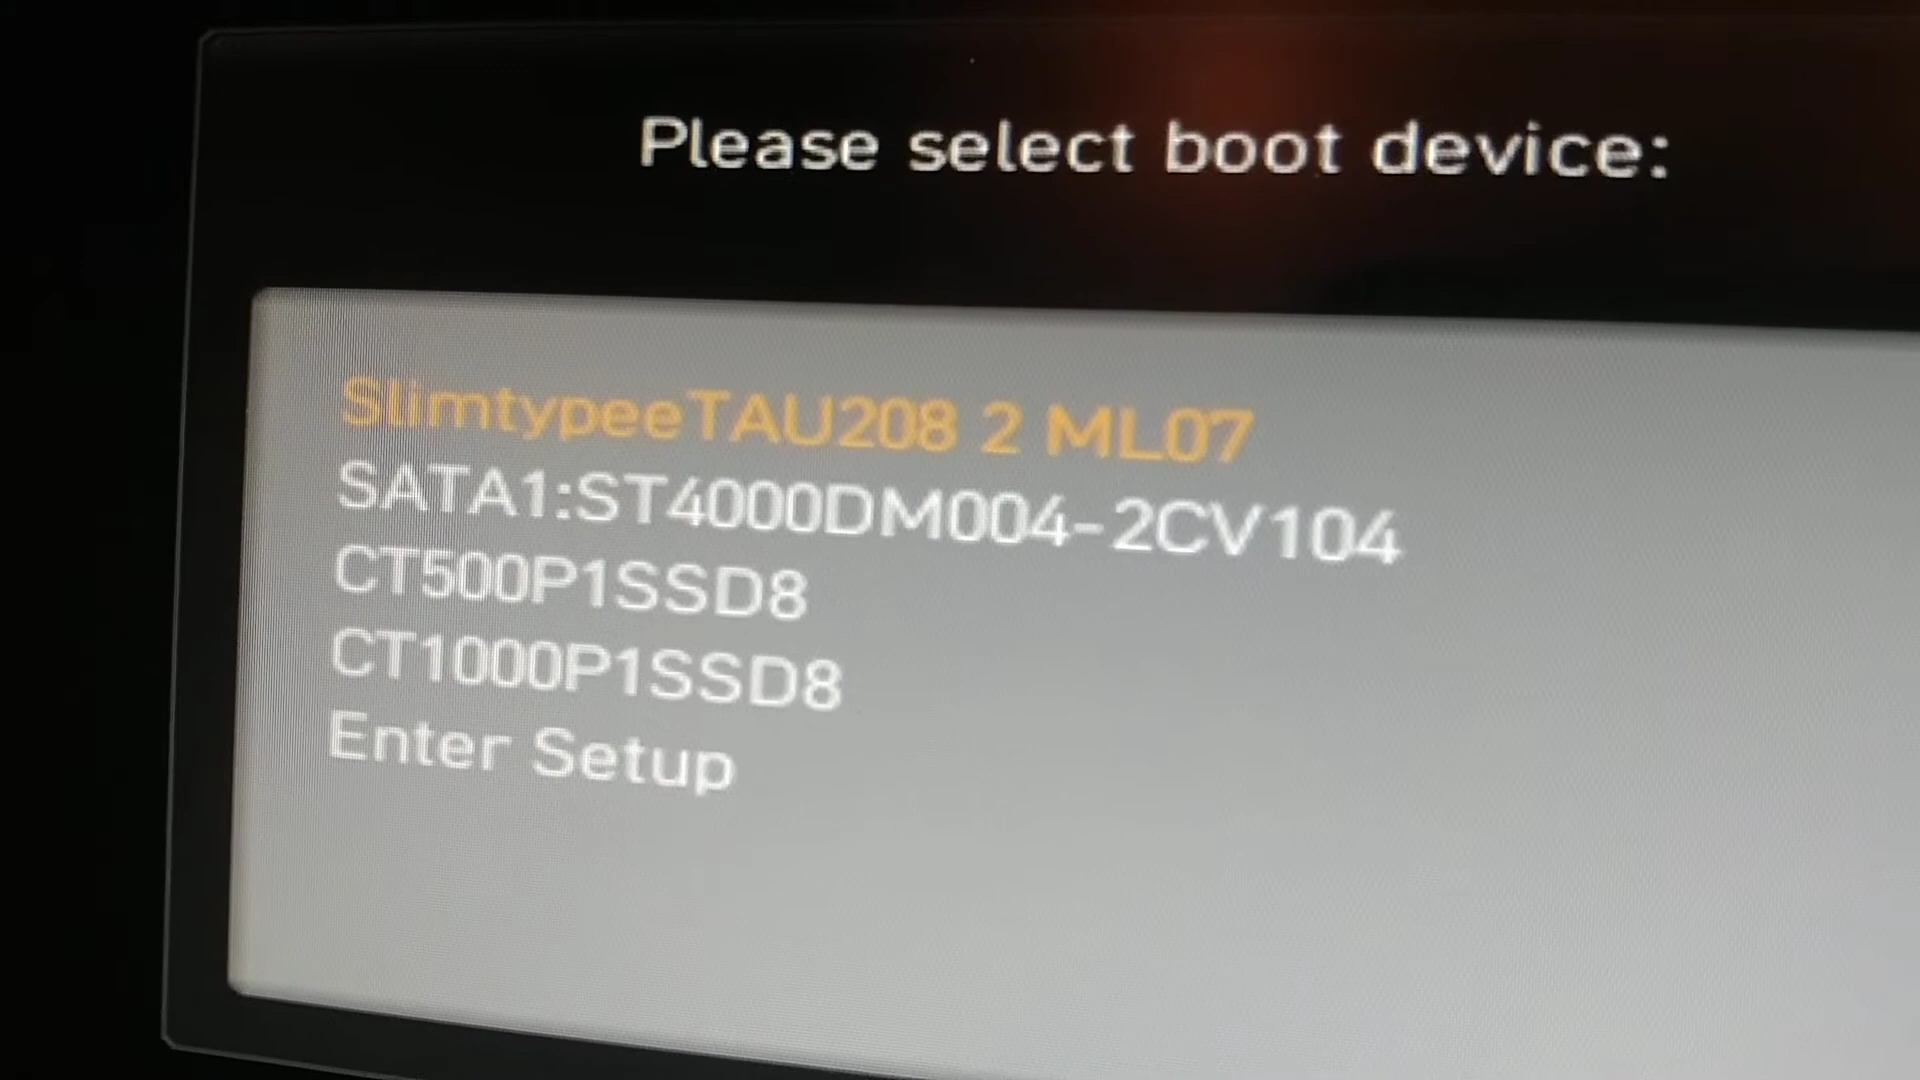 Please select boot device:
SlimtypeeTAU208 2 ML07
SATA1:ST4000DM004-2CV104
CT500P1SSD8
CT1000P1SSD8
Enter Setup